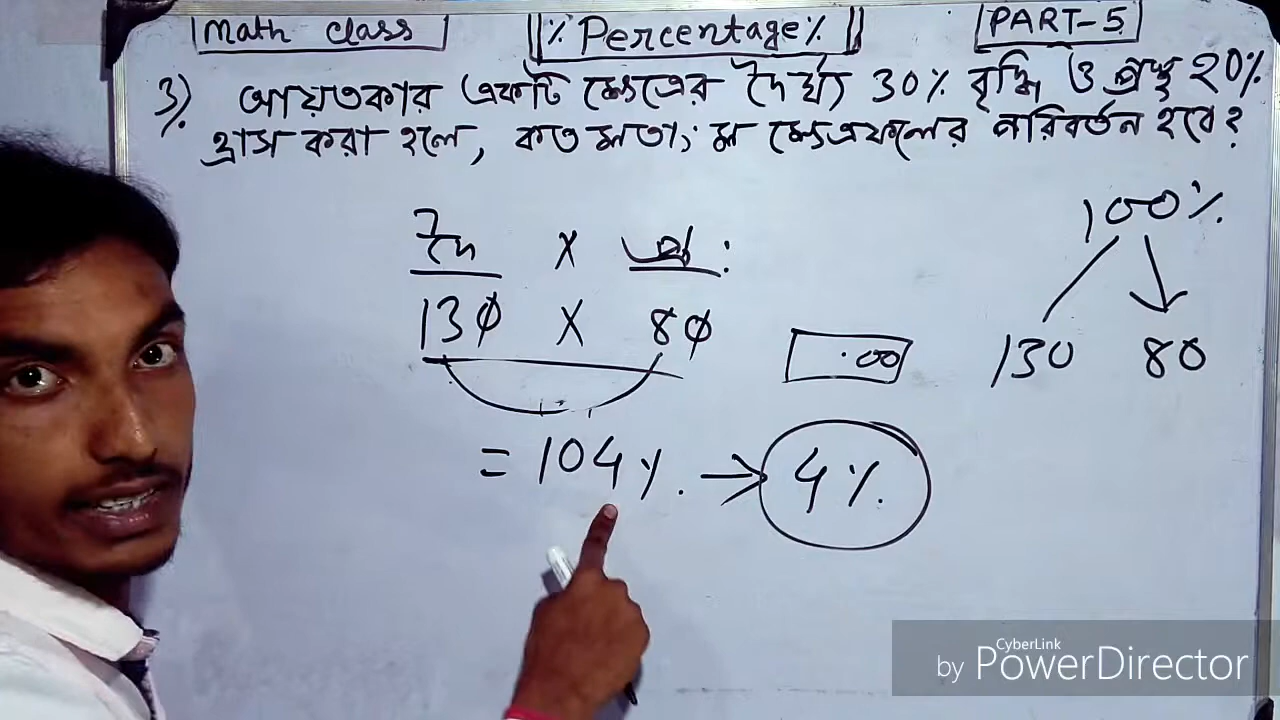 Math class
% Percentage %
PART-5
3). আয়তকার একটি ক্ষেত্রের দৈর্ঘ্য 30% বৃদ্ধি ও প্রস্থ 20%
হ্রাস করা হলে, কত শতাংশ ক্ষেত্রফলের পরিবর্তন হবে?
100%
দৈ × প্র:
130 × 80
.00
130 80
= 104% → 4%
CyberLink
by PowerDirector